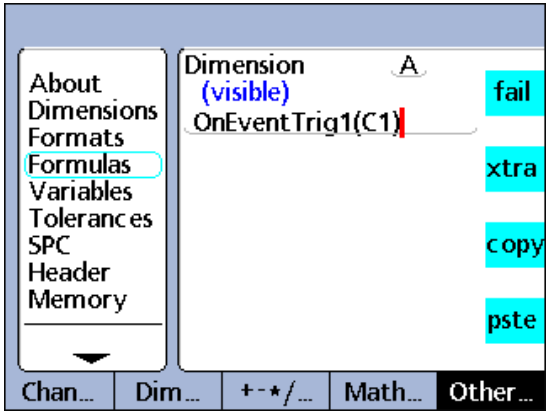 About
Dimensions
Formats
Formulas
Variables
Tolerances
SPC
Header
Memory
Dimension A
(visible)
OnEventTrig1(C1)
fail
xtra
copy
pste
Chan...
Dim...
+-*/...
Math...
Other...